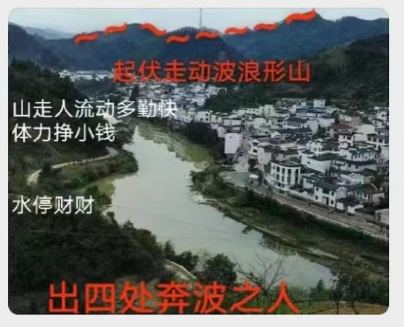 起伏走动波浪形山
山走人流动多勤快
体力挣小钱
水停财财
出四处奔波之人